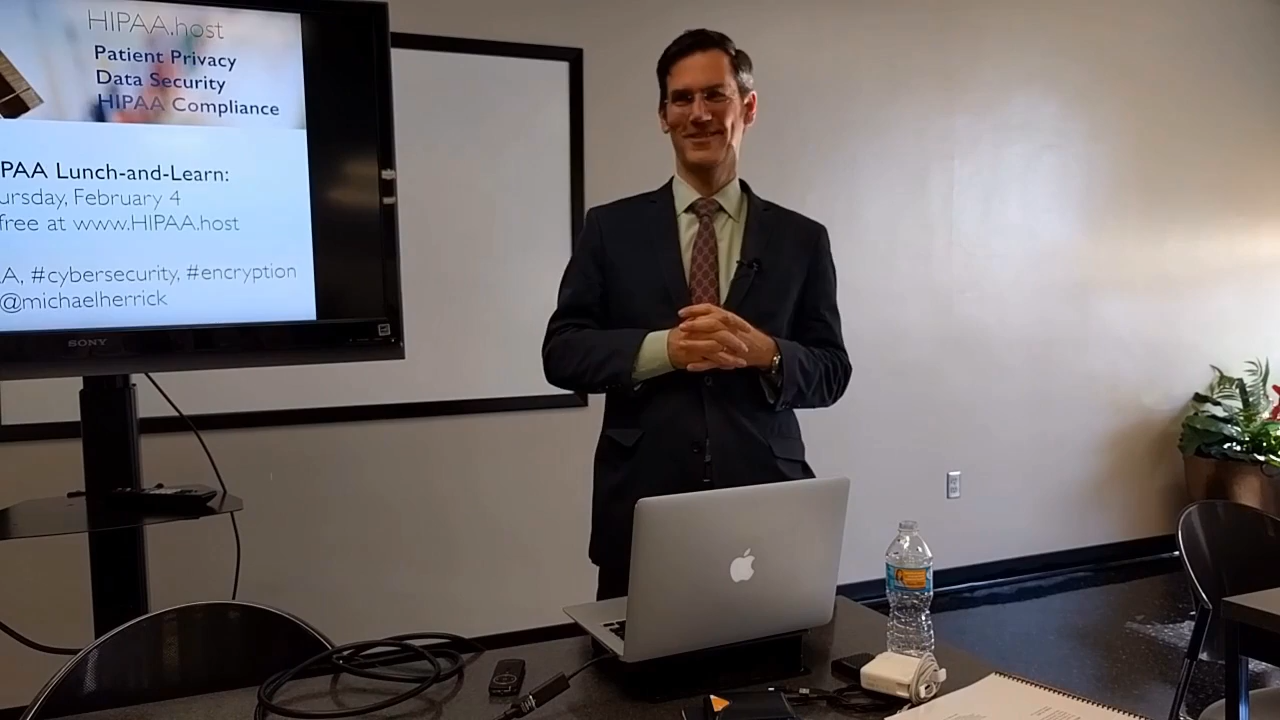 HIPAA.host
Patient Privacy
Data Security
HIPAA Compliance
PAA Lunch-and-Learn:
ursday, February 4
free at www.HIPAA.host
A, #cybersecurity, #encryption
@michaelherrick
SONY